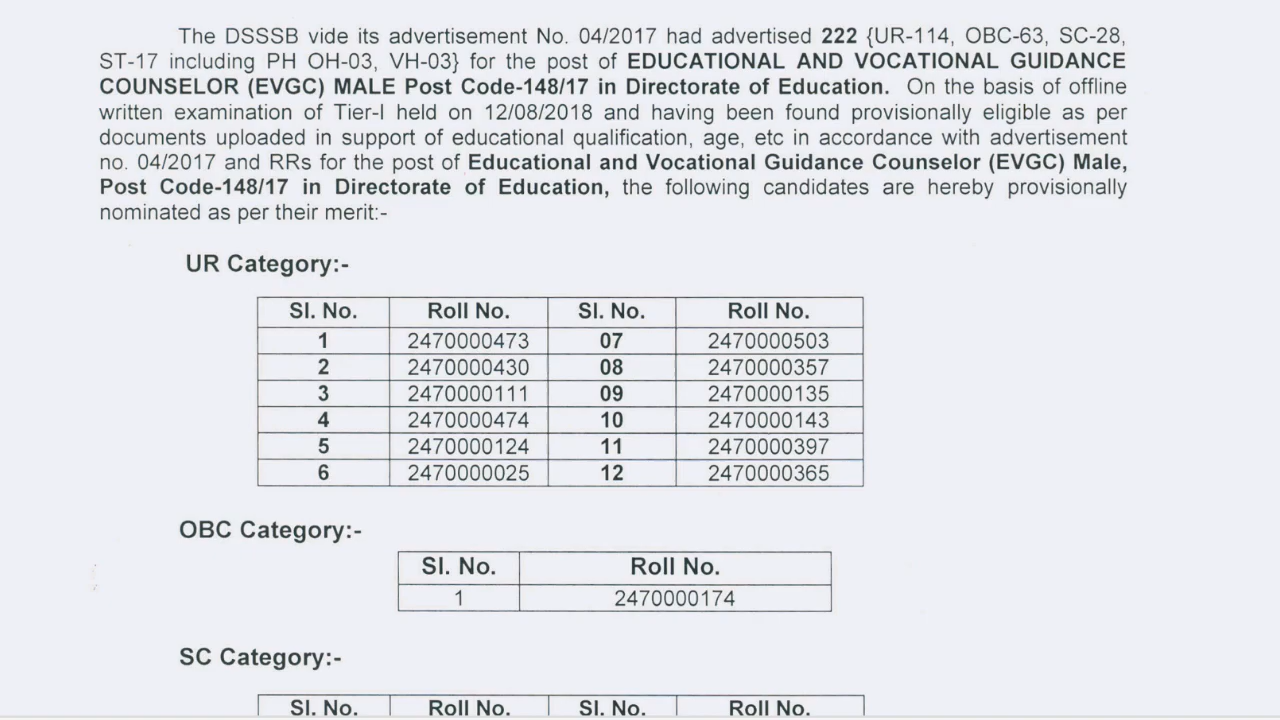 The DSSSB vide its advertisement No. 04/2017 had advertised 222 {UR-114, OBC-63, SC-28,
ST-17 including PH OH-03, VH-03} for the post of EDUCATIONAL AND VOCATIONAL GUIDANCE
COUNSELOR (EVGC) MALE Post Code-148/17 in Directorate of Education. On the basis of offline
written examination of Tier-I held on 12/08/2018 and having been found provisionally eligible as per
documents uploaded in support of educational qualification, age, etc in accordance with advertisement
no. 04/2017 and RRs for the post of Educational and Vocational Guidance Counselor (EVGC) Male,
Post Code-148/17 in Directorate of Education, the following candidates are hereby provisionally
nominated as per their merit:-
UR Category:-
Sl. No. Roll No. Sl. No. Roll No.
1 2470000473 07 2470000503
2 2470000430 08 2470000357
3 2470000111 09 2470000135
4 2470000474 10 2470000143
5 2470000124 11 2470000397
6 2470000025 12 2470000365
OBC Category:-
Sl. No. Roll No.
1 2470000174
SC Category:-
Sl. No. Roll No. Sl. No. Roll No.